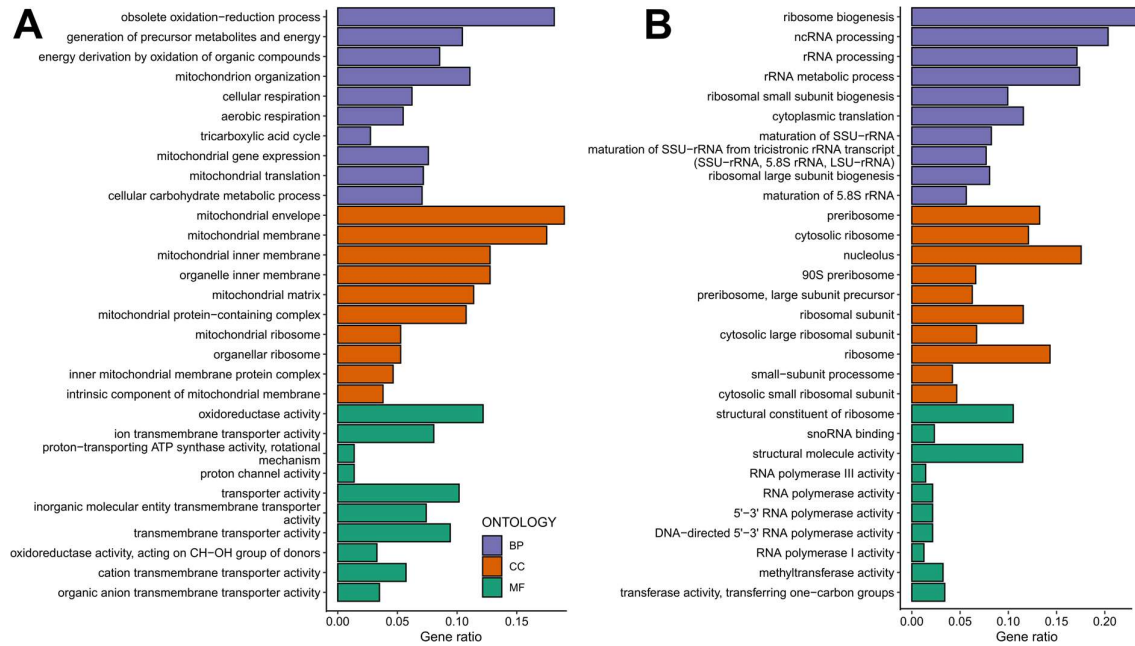 A
obsolete oxidation−reduction process
generation of precursor metabolites and energy
energy derivation by oxidation of organic compounds
mitochondrion organization
cellular respiration
aerobic respiration
tricarboxylic acid cycle
mitochondrial gene expression
mitochondrial translation
cellular carbohydrate metabolic process
mitochondrial envelope
mitochondrial membrane
mitochondrial inner membrane
organelle inner membrane
mitochondrial matrix
mitochondrial protein−containing complex
mitochondrial ribosome
organellar ribosome
inner mitochondrial membrane protein complex
intrinsic component of mitochondrial membrane
oxidoreductase activity
ion transmembrane transporter activity
proton−transporting ATP synthase activity, rotational
mechanism
proton channel activity
transporter activity
inorganic molecular entity transmembrane transporter
activity
transmembrane transporter activity
oxidoreductase activity, acting on CH−OH group of donors
cation transmembrane transporter activity
organic anion transmembrane transporter activity
0.00 0.05 0.10 0.15
Gene ratio
ONTOLOGY
BP
CC
MF
B
ribosome biogenesis
ncRNA processing
rRNA processing
rRNA metabolic process
ribosomal small subunit biogenesis
cytoplasmic translation
maturation of SSU−rRNA
maturation of SSU−rRNA from tricistronic rRNA transcript
(SSU−rRNA, 5.8S rRNA, LSU−rRNA)
ribosomal large subunit biogenesis
maturation of 5.8S rRNA
preribosome
cytosolic ribosome
nucleolus
90S preribosome
preribosome, large subunit precursor
ribosomal subunit
cytosolic large ribosomal subunit
ribosome
small−subunit processome
cytosolic small ribosomal subunit
structural constituent of ribosome
snoRNA binding
structural molecule activity
RNA polymerase III activity
RNA polymerase activity
5'−3' RNA polymerase activity
DNA−directed 5'−3' RNA polymerase activity
RNA polymerase I activity
methyltransferase activity
transferase activity, transferring one−carbon groups
0.00 0.05 0.10 0.15 0.20
Gene ratio